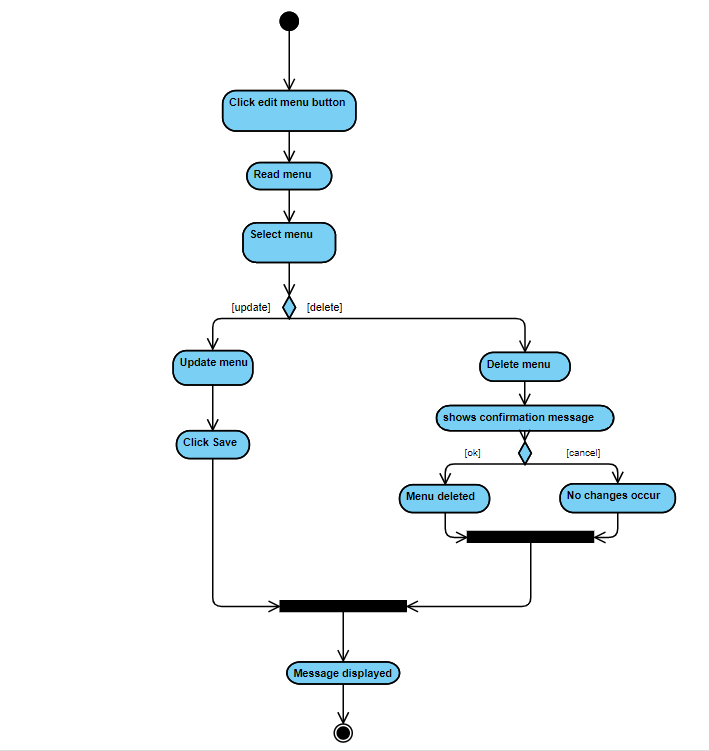 Click edit menu button
Read menu
Select menu
[update]
[delete]
Update menu
Delete menu
shows confirmation message
Click Save
[ok]
[cancel]
Menu deleted
No changes occur
Message displayed